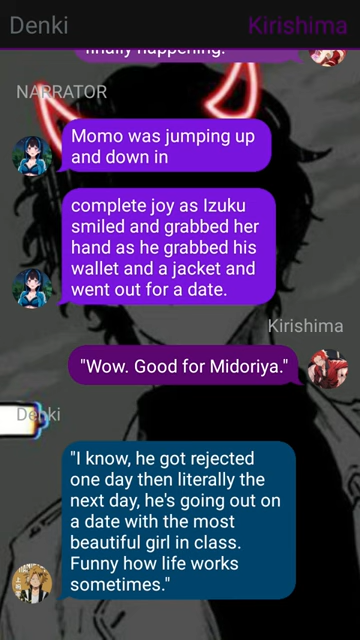 Denki
Kirishima
finally happening.
NARRATOR
Momo was jumping up
and down in
complete joy as Izuku
smiled and grabbed her
hand as he grabbed his
wallet and a jacket and
went out for a date.
Kirishima
"Wow. Good for Midoriya."
Denki
"I know, he got rejected
one day then literally the
next day, he's going out on
a date with the most
beautiful girl in class.
Funny how life works
sometimes."